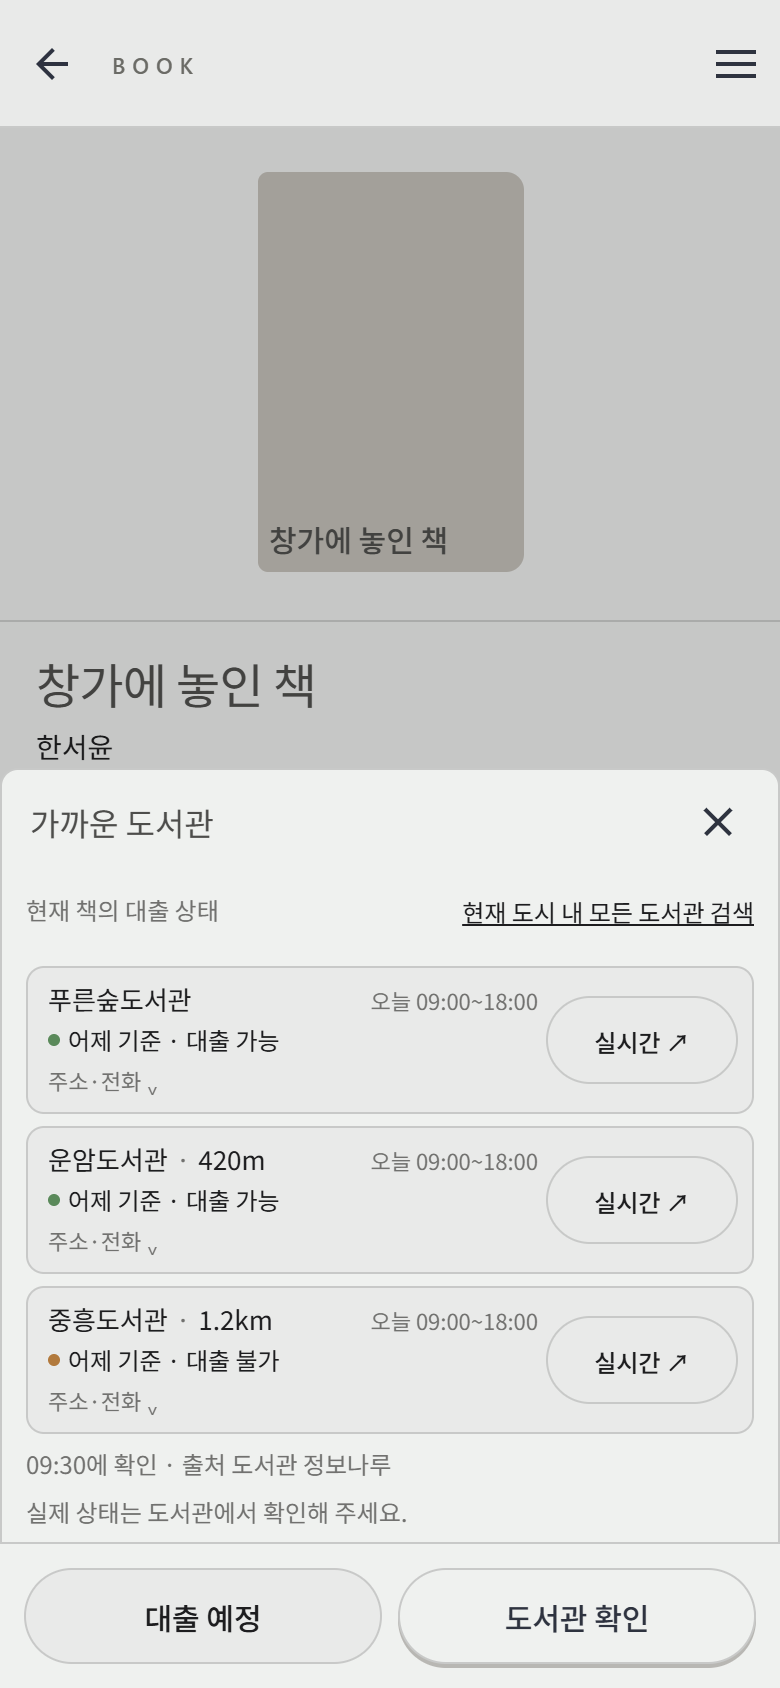 BOOK
창가에 놓인 책
창가에 놓인 책
한서윤
가까운 도서관
현재 책의 대출 상태
현재 도시 내 모든 도서관 검색
푸른숲도서관
오늘 09:00~18:00
어제 기준 · 대출 가능
주소·전화
실시간 ↗
운암도서관 · 420m
오늘 09:00~18:00
어제 기준 · 대출 가능
주소·전화
실시간 ↗
중흥도서관 · 1.2km
오늘 09:00~18:00
어제 기준 · 대출 불가
주소·전화
실시간 ↗
09:30에 확인 · 출처 도서관 정보나루
실제 상태는 도서관에서 확인해 주세요.
대출 예정
도서관 확인